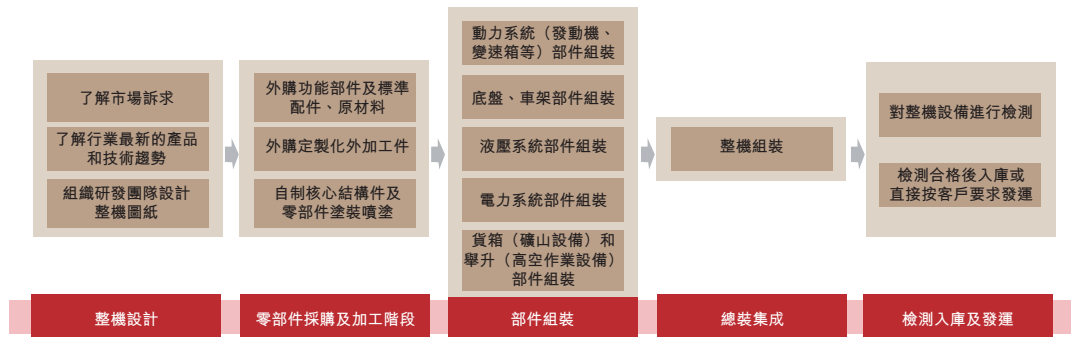 了解市場訴求
了解行業最新的產品
和技術趨勢
組織研發團隊設計
整機圖紙
外購功能部件及標準
配件、原材料
外購定製化外加工件
自制核心結構件及
零部件塗裝噴塗
動力系統（發動機、
變速箱等）部件組裝
底盤、車架部件組裝
液壓系統部件組裝
電力系統部件組裝
貨箱（礦山設備）和
舉升（高空作業設備）
部件組裝
整機組裝
對整機設備進行檢測
檢測合格後入庫或
直接按客戶要求發運
整機設計
零部件採購及加工階段
部件組裝
總裝集成
檢測入庫及發運